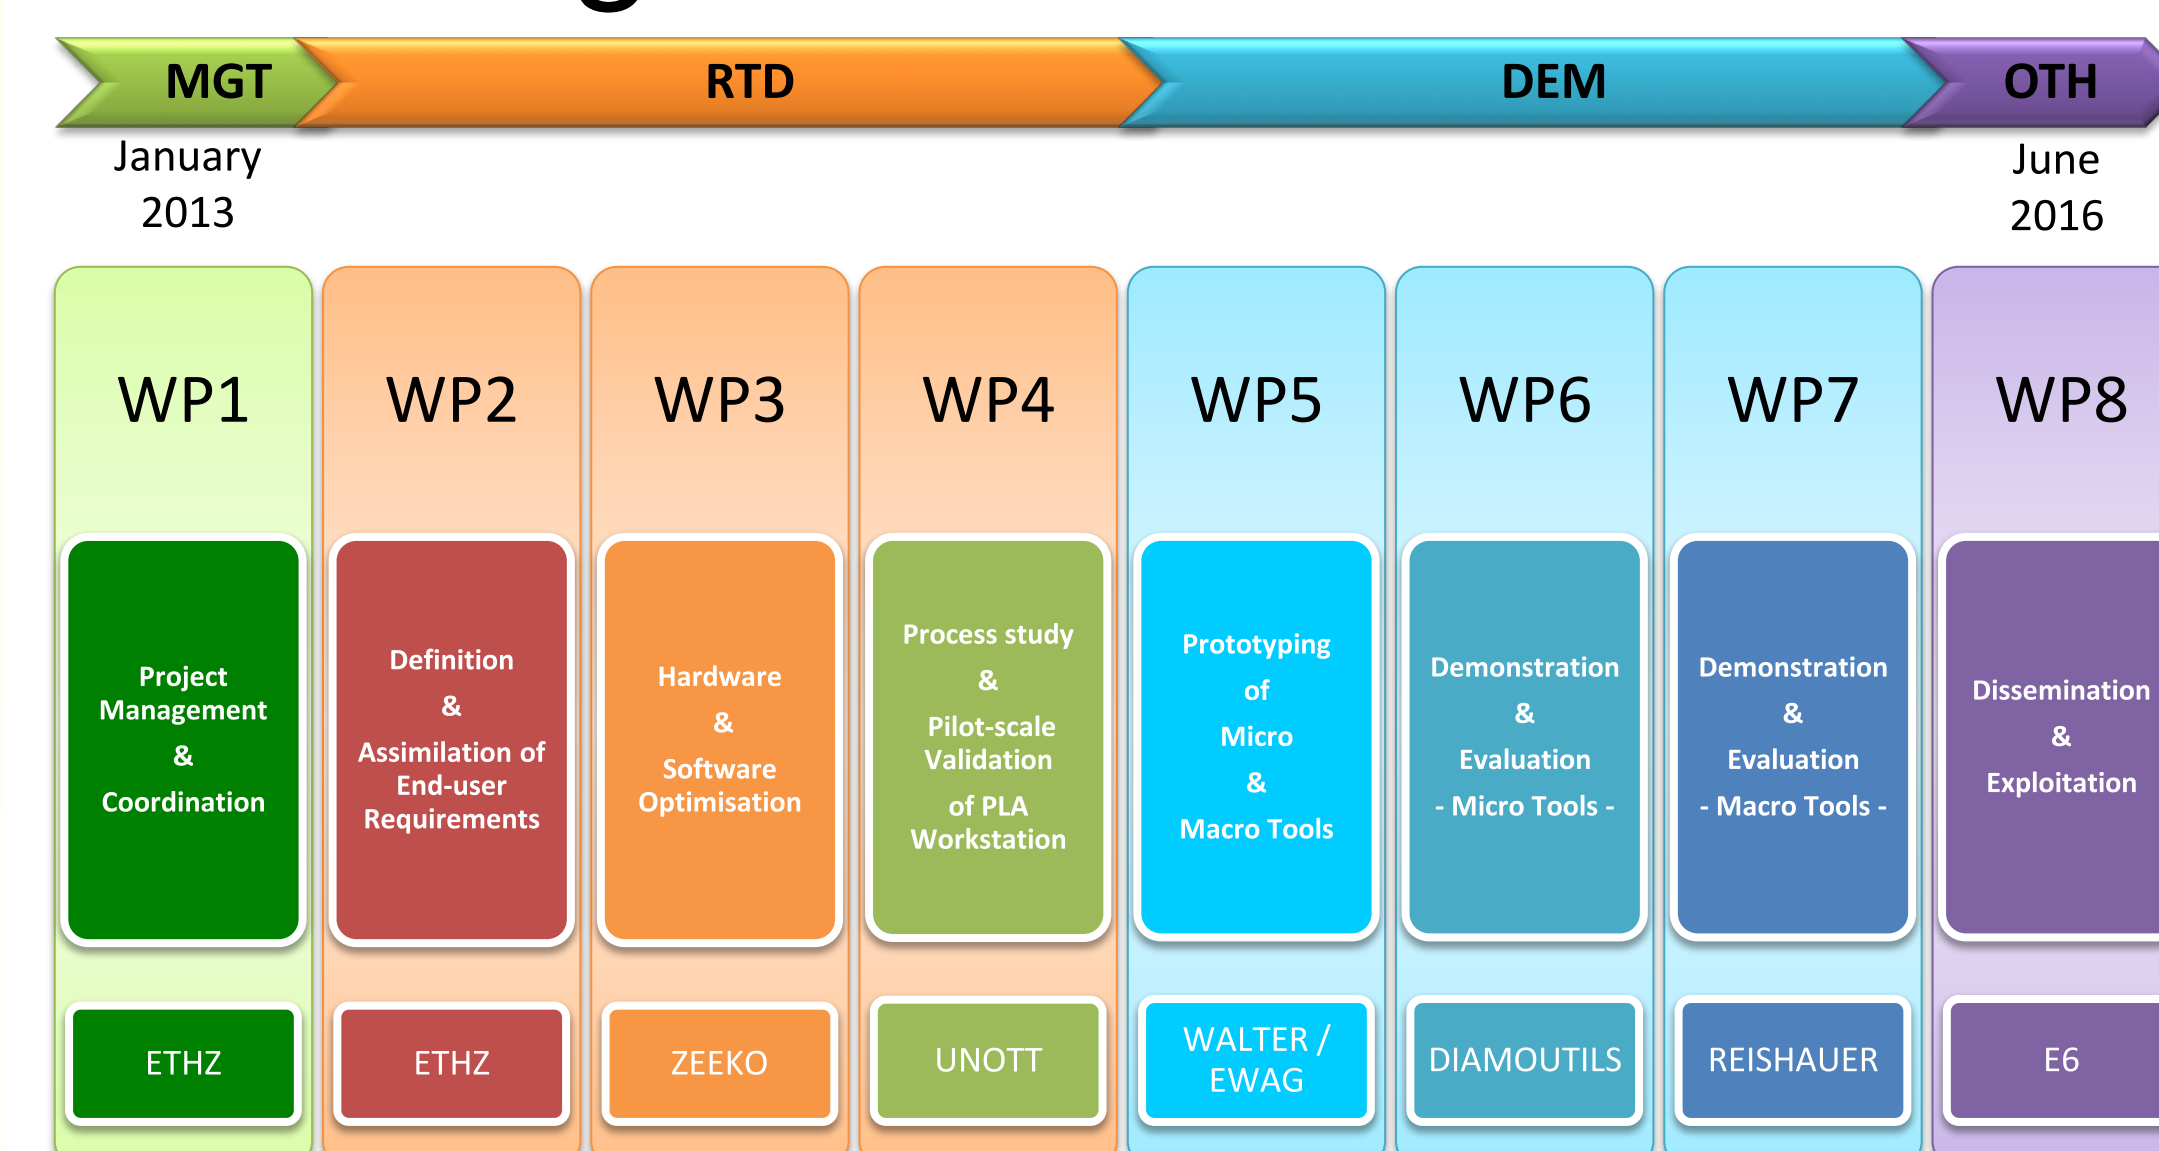 MGT
RTD
DEM
OTH
January
2013
June
2016
WP1
WP2
WP3
WP4
WP5
WP6
WP7
WP8
Project
Management
&
Coordination
Definition
&
Assimilation of
End-user
Requirements
Hardware
&
Software
Optimisation
Process study
&
Pilot-scale
Validation
of PLA
Workstation
Prototyping
of
Micro
&
Macro Tools
Demonstration
&
Evaluation
- Micro Tools -
Demonstration
&
Evaluation
- Macro Tools -
Dissemination
&
Exploitation
ETHZ
ETHZ
ZEEKO
UNOTT
WALTER /
EWAG
DIAMOUTILS
REISHAUER
E6